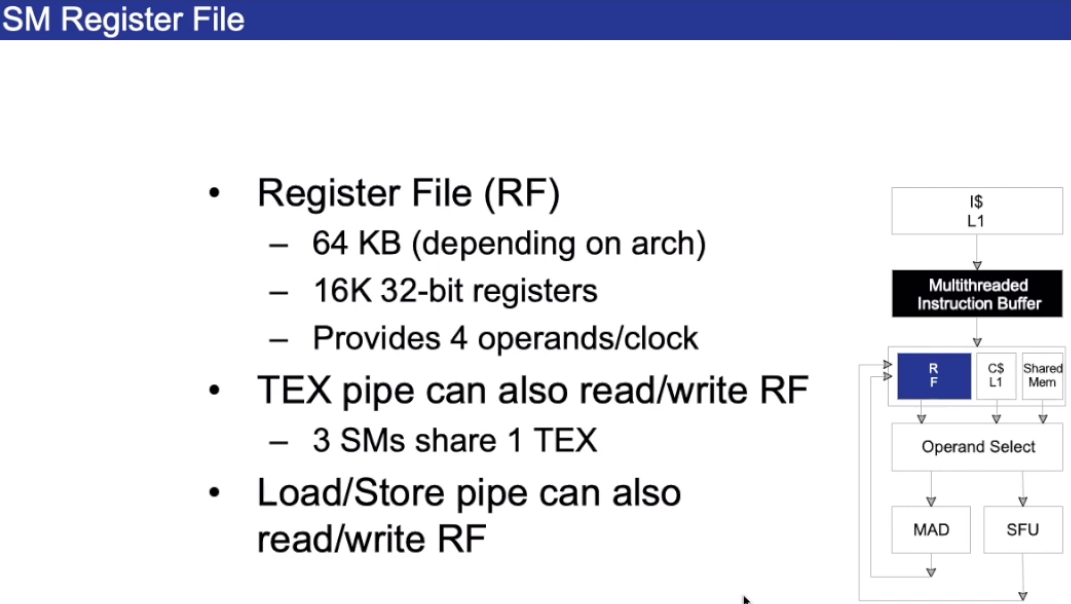 SM Register File
• Register File (RF)
– 64 KB (depending on arch)
– 16K 32-bit registers
– Provides 4 operands/clock
• TEX pipe can also read/write RF
– 3 SMs share 1 TEX
• Load/Store pipe can also
read/write RF
I$
L1
Multithreaded
Instruction Buffer
R
F
C$
L1
Shared
Mem
Operand Select
MAD
SFU